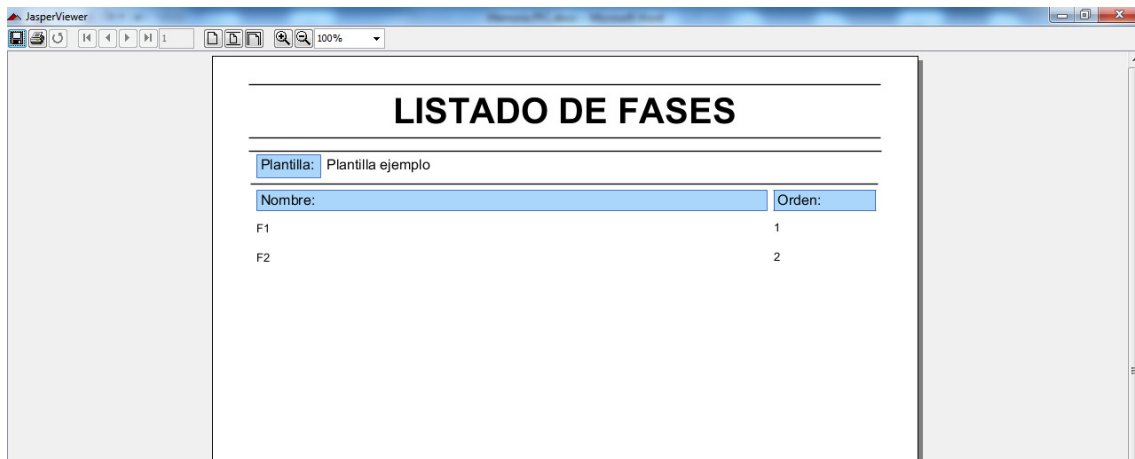 JasperViewer
1
100%
LISTADO DE FASES
Plantilla: Plantilla ejemplo
Nombre: Orden:
F1 1
F2 2